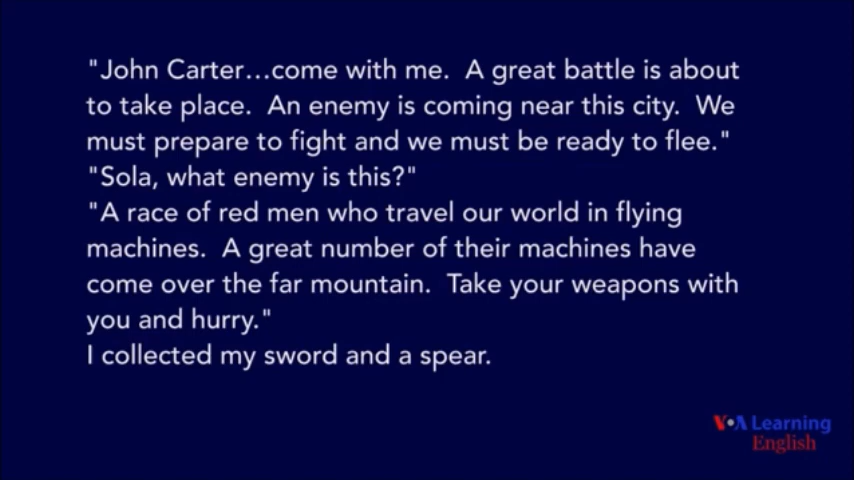 "John Carter...come with me.  A great battle is about
to take place.  An enemy is coming near this city.  We
must prepare to fight and we must be ready to flee."
"Sola, what enemy is this?"
"A race of red men who travel our world in flying
machines.  A great number of their machines have
come over the far mountain.  Take your weapons with
you and hurry."
I collected my sword and a spear.
VOA Learning
English